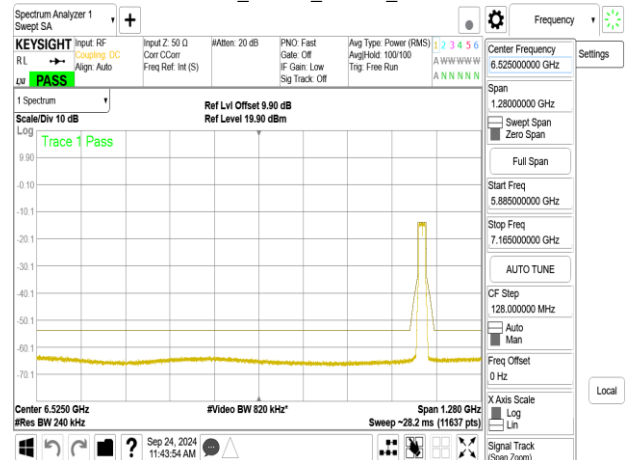 Spectrum Analyzer 1
Swept SA
Frequency
KEYSIGHT
RL
LXI PASS
Input: RF
Coupling: DC
Align: Auto
Input Z: 50 Ω
Corr CCorr
Freq Ref: Int (S)
#Atten: 20 dB
PNO: Fast
Gate: Off
IF Gain: Low
Sig Track: Off
Avg Type: Power (RMS)
Avg|Hold: 100/100
Trig: Free Run
1 2 3 4 5 6
A W W W W W
A N N N N N
Center Frequency
6.525000000 GHz
Settings
Span
1.28000000 GHz
Swept Span
Zero Span
Full Span
Start Freq
5.885000000 GHz
Stop Freq
7.165000000 GHz
AUTO TUNE
CF Step
128.000000 MHz
Auto
Man
Freq Offset
0 Hz
X Axis Scale
Log
Lin
Signal Track
(Span Zoom)
Local
1 Spectrum
Scale/Div 10 dB
Ref Lvl Offset 9.90 dB
Ref Level 19.90 dBm
Log
Trace 1 Pass
9.90
-0.10
-10.1
-20.1
-30.1
-40.1
-50.1
-60.1
-70.1
Center 6.5250 GHz
#Video BW 820 kHz*
Span 1.280 GHz
#Res BW 240 kHz
Sweep ~28.2 ms (11637 pts)
Sep 24, 2024
11:43:54 AM